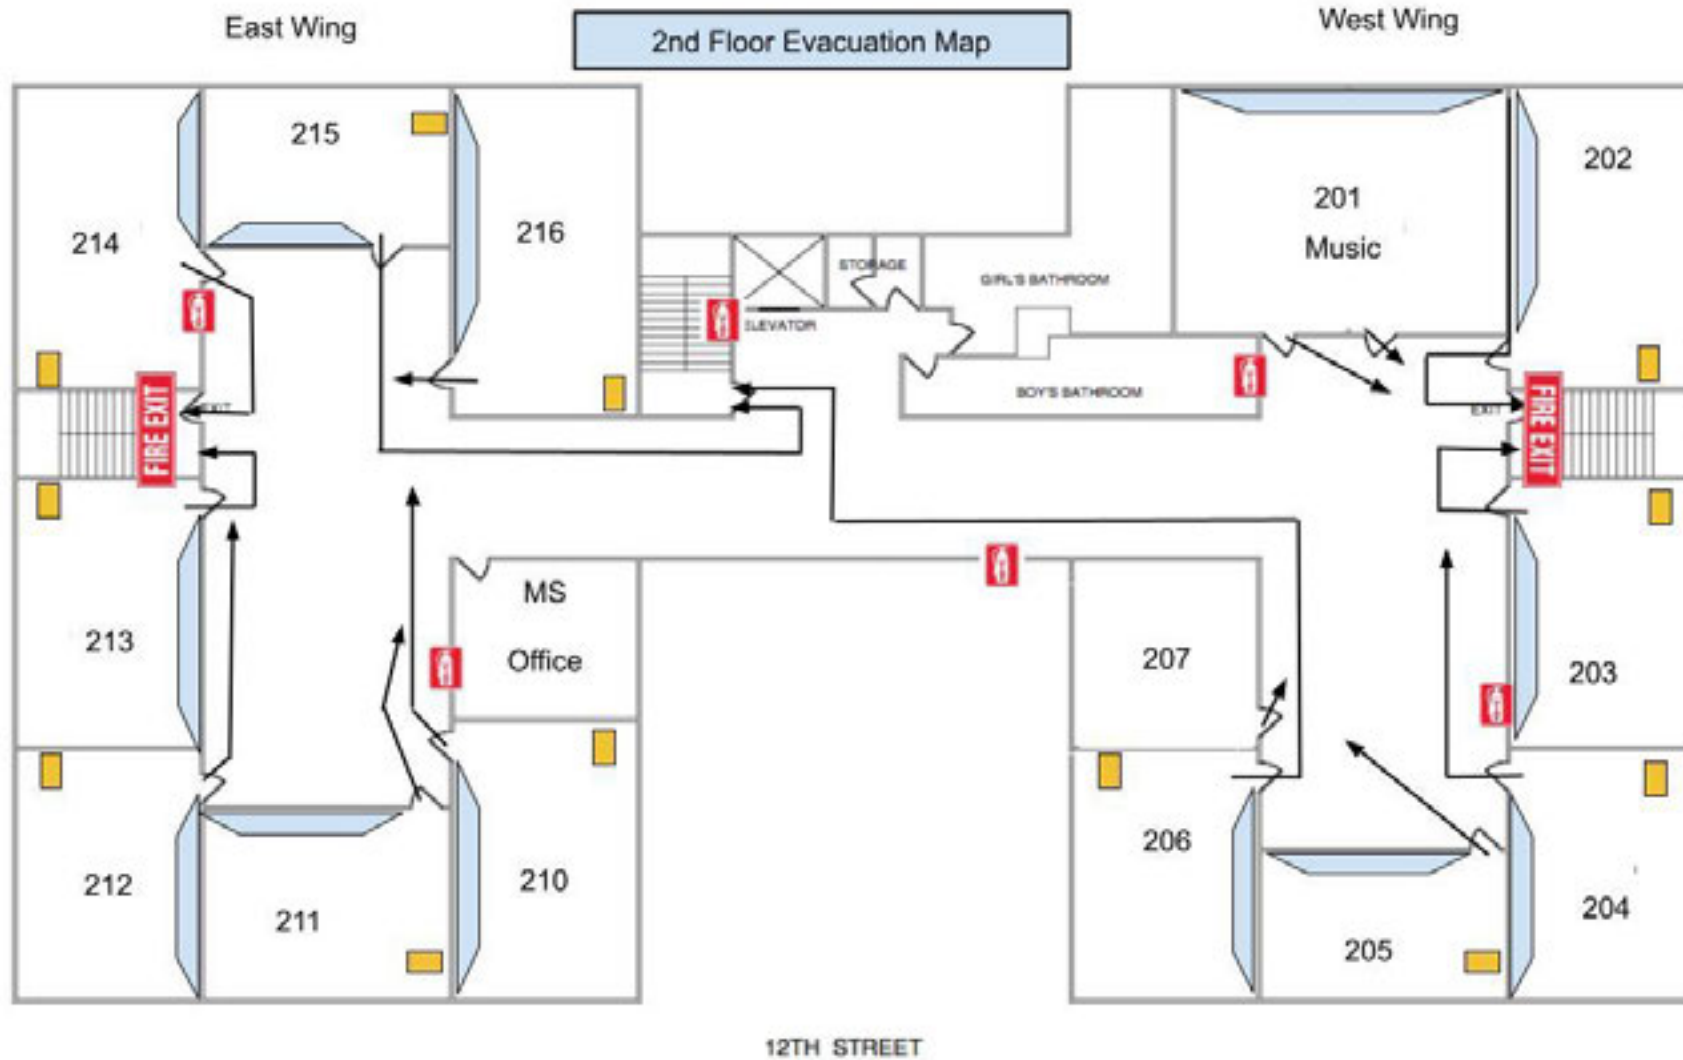 East Wing
2nd Floor Evacuation Map
West Wing
215
214
216
201
Music
202
STORAGE
GIRL'S BATHROOM
ELEVATOR
BOY'S BATHROOM
EXIT
FIRE EXIT
EXIT
FIRE EXIT
213
MS
Office
207
203
212
211
210
206
205
204
12TH STREET